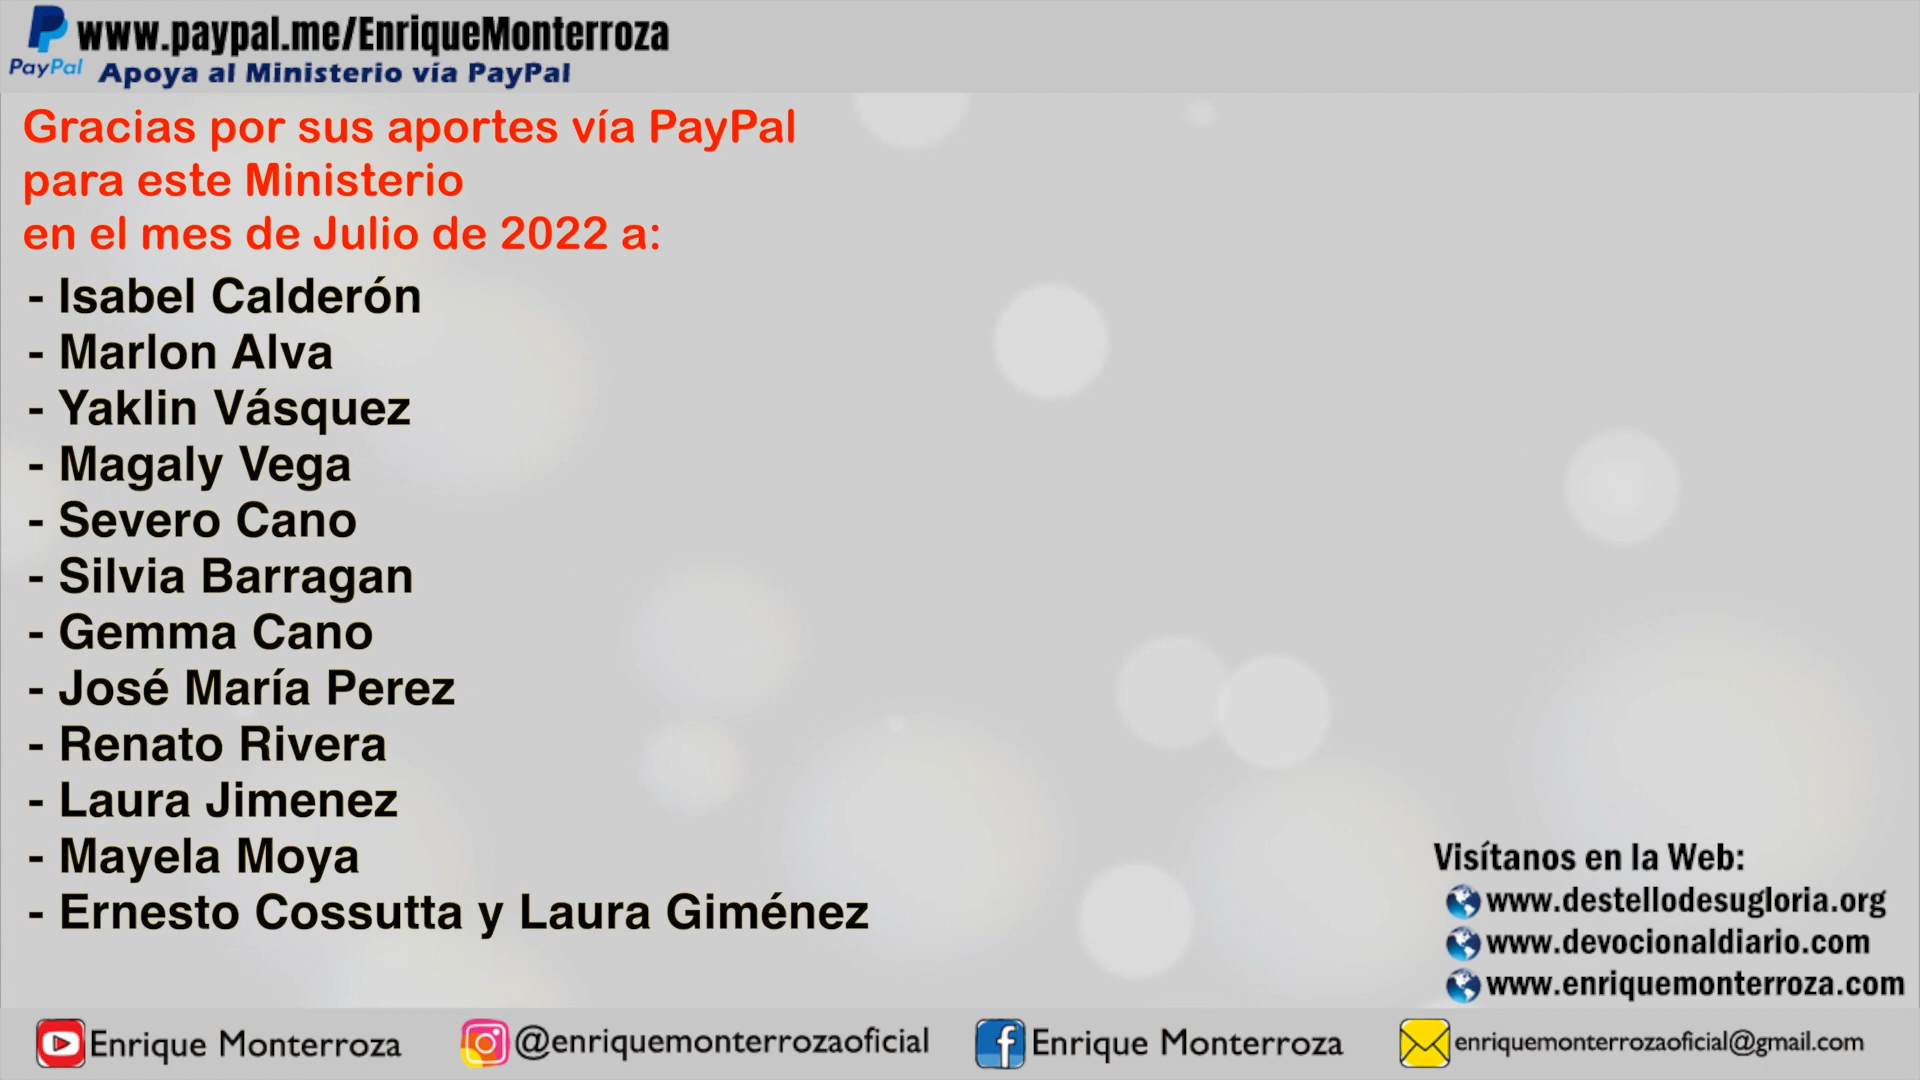 www.paypal.me/EnriqueMonterroza
PayPal
Apoya al Ministerio vía PayPal
Gracias por sus aportes vía PayPal
para este Ministerio
en el mes de Julio de 2022 a:
- Isabel Calderón
- Marlon Alva
- Yaklin Vásquez
- Magaly Vega
- Severo Cano
- Silvia Barragan
- Gemma Cano
- José María Perez
- Renato Rivera
- Laura Jimenez
- Mayela Moya
- Ernesto Cossutta y Laura Giménez
Visítanos en la Web:
www.destellodesugloria.org
www.devocionaldiario.com
www.enriquemonterroza.com
Enrique Monterroza
@enriquemonterrozaoficial
Enrique Monterroza
enriquemonterrozaoficial@gmail.com